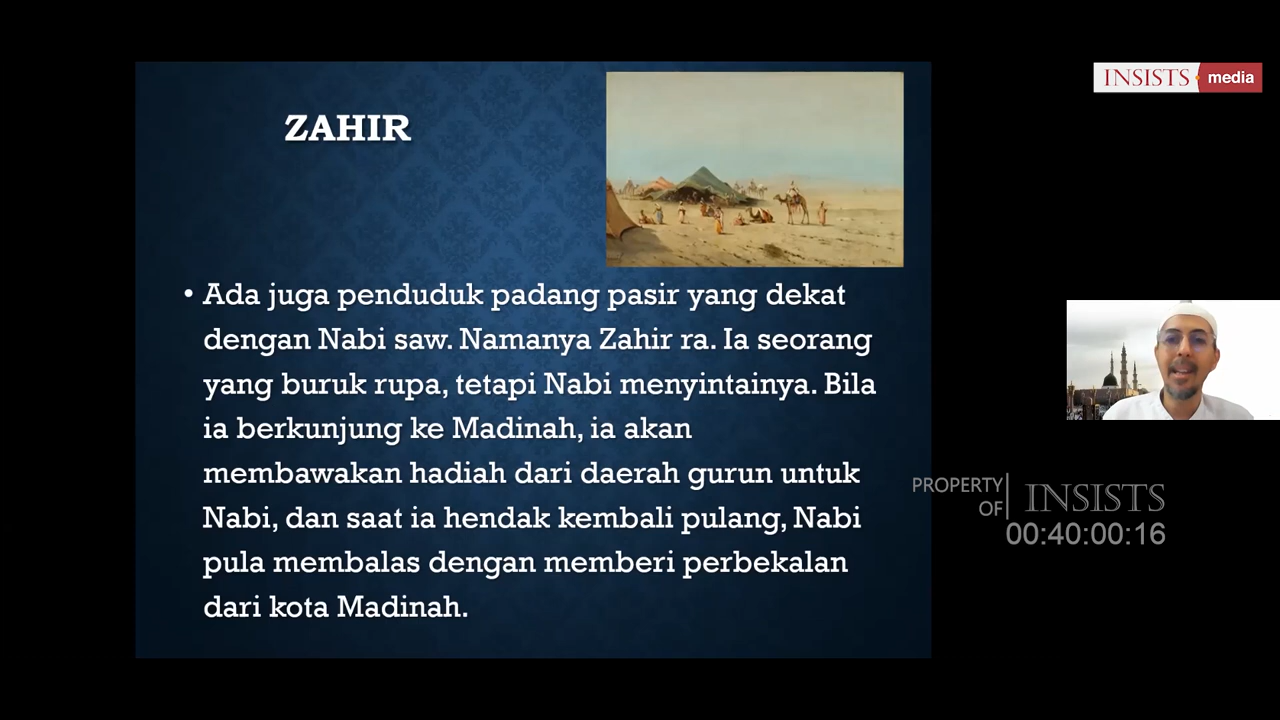 INSISTS media
ZAHIR
• Ada juga penduduk padang pasir yang dekat
dengan Nabi saw. Namanya Zahir ra. Ia seorang
yang buruk rupa, tetapi Nabi menyintainya. Bila
ia berkunjung ke Madinah, ia akan
membawakan hadiah dari daerah gurun untuk
Nabi, dan saat ia hendak kembali pulang, Nabi
pula membalas dengan memberi perbekalan
dari kota Madinah.
PROPERTY
OF
INSISTS
00:40:00:16